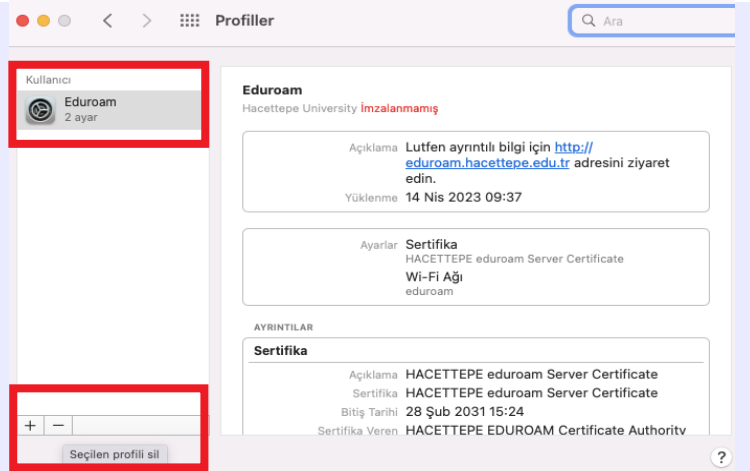 Profiller
Ara
Kullanıcı
Eduroam
2 ayar
Eduroam
Hacettepe University İmzalanmamış
Açıklama Lutfen ayrıntılı bilgi için http://
eduroam.hacettepe.edu.tr adresini ziyaret
edin.
Yüklenme 14 Nis 2023 09:37
Ayarlar Sertifika
HACETTEPE eduroam Server Certificate
Wi-Fi Ağı
eduroam
AYRINTILAR
Sertifika
Açıklama HACETTEPE eduroam Server Certificate
Sertifika HACETTEPE eduroam Server Certificate
Bitiş Tarihi 28 Şub 2031 15:24
Sertifika Veren HACETTEPE EDUROAM Certificate Authority
+ −
Seçilen profili sil
?